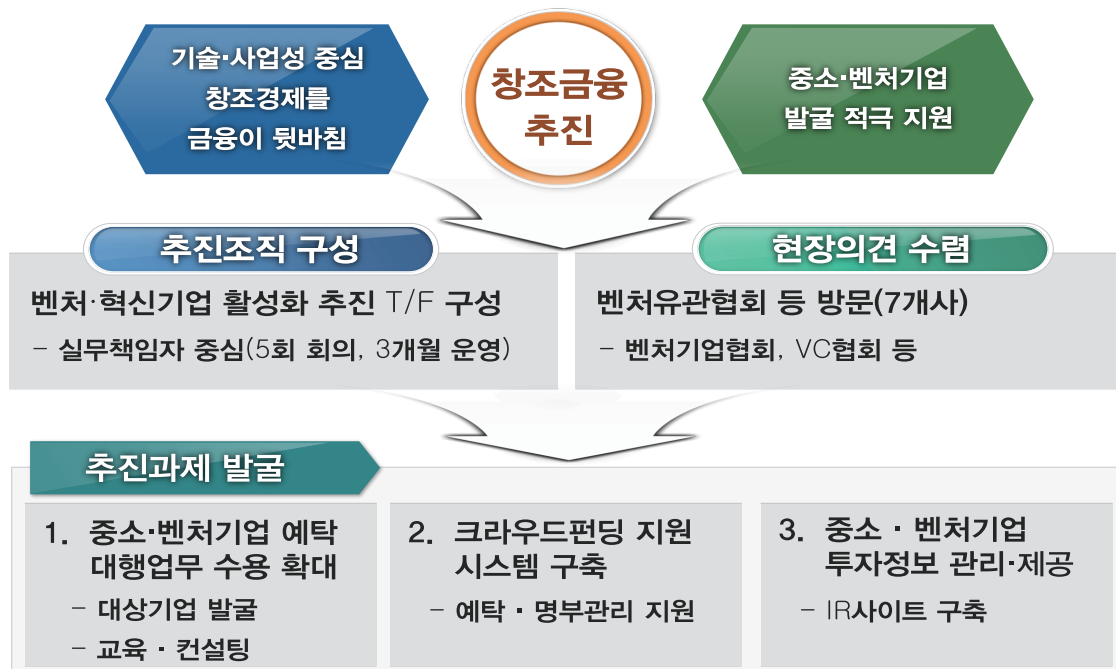 기술·사업성 중심
창조경제를
금융이 뒷바침
창조금융
추진
중소·벤처기업
발굴 적극 지원
추진조직 구성
벤처·혁신기업 활성화 추진 T/F 구성
– 실무책임자 중심(5회 회의, 3개월 운영)
현장의견 수렴
벤처유관협회 등 방문(7개사)
– 벤처기업협회, VC협회 등
추진과제 발굴
1. 중소·벤처기업 예탁
대행업무 수용 확대
– 대상기업 발굴
– 교육·컨설팅
2. 크라우드펀딩 지원
시스템 구축
– 예탁·명부관리 지원
3. 중소·벤처기업
투자정보 관리·제공
– IR사이트 구축